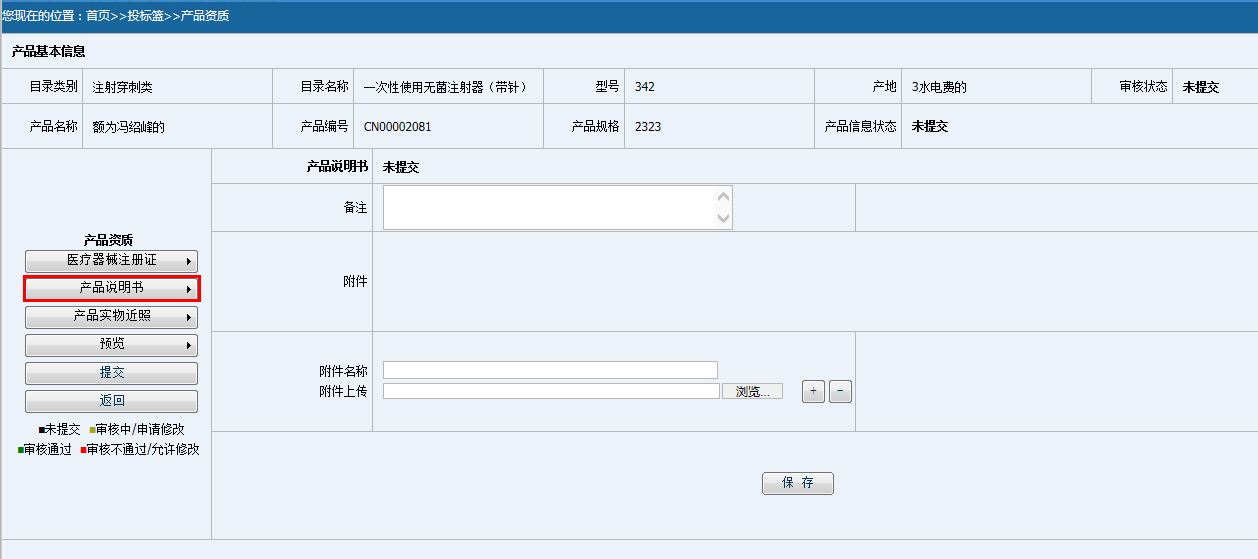 您现在的位置：首页>>投标篮>>产品资质
产品基本信息
目录类别 注射穿刺类 目录名称 一次性使用无菌注射器（带针） 型号 342 产地 3水电费的 审核状态 未提交
产品名称 额为冯绍峰的 产品编号 CN00002081 产品规格 2323 产品信息状态 未提交
产品说明书 未提交
备注
产品资质
医疗器械注册证
产品说明书
产品实物近照
预览
提交
返回
■未提交 ■审核中/申请修改
■审核通过 ■审核不通过/允许修改
附件
附件名称
附件上传 浏览... + -
保 存